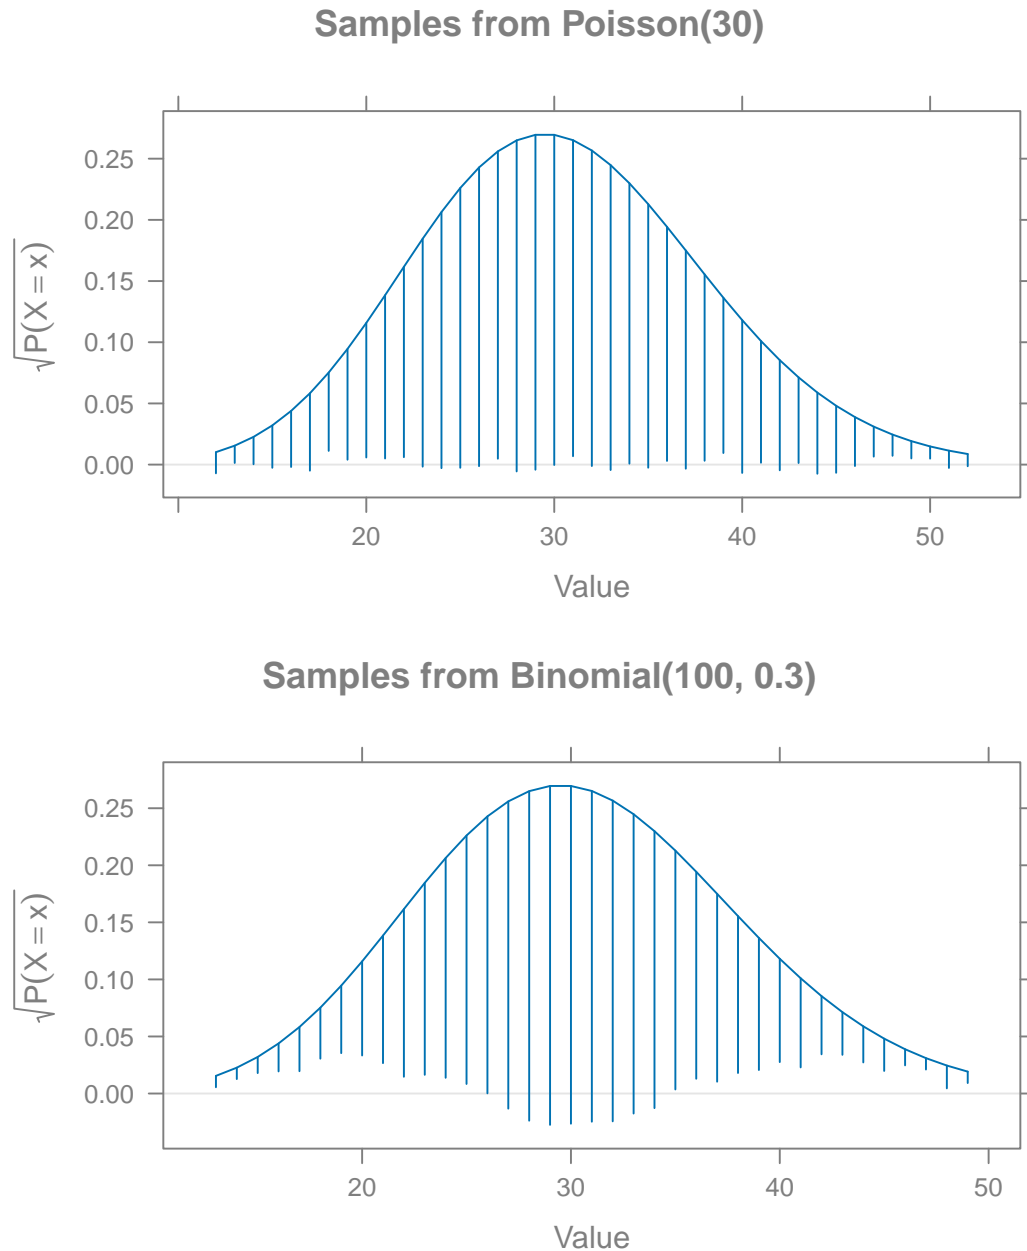 Samples from Poisson(30)
0.25
0.20
0.15
0.10
0.05
0.00
√P(X = x)
20 30 40 50
Value
Samples from Binomial(100, 0.3)
0.25
0.20
0.15
0.10
0.05
0.00
√P(X = x)
20 30 40 50
Value